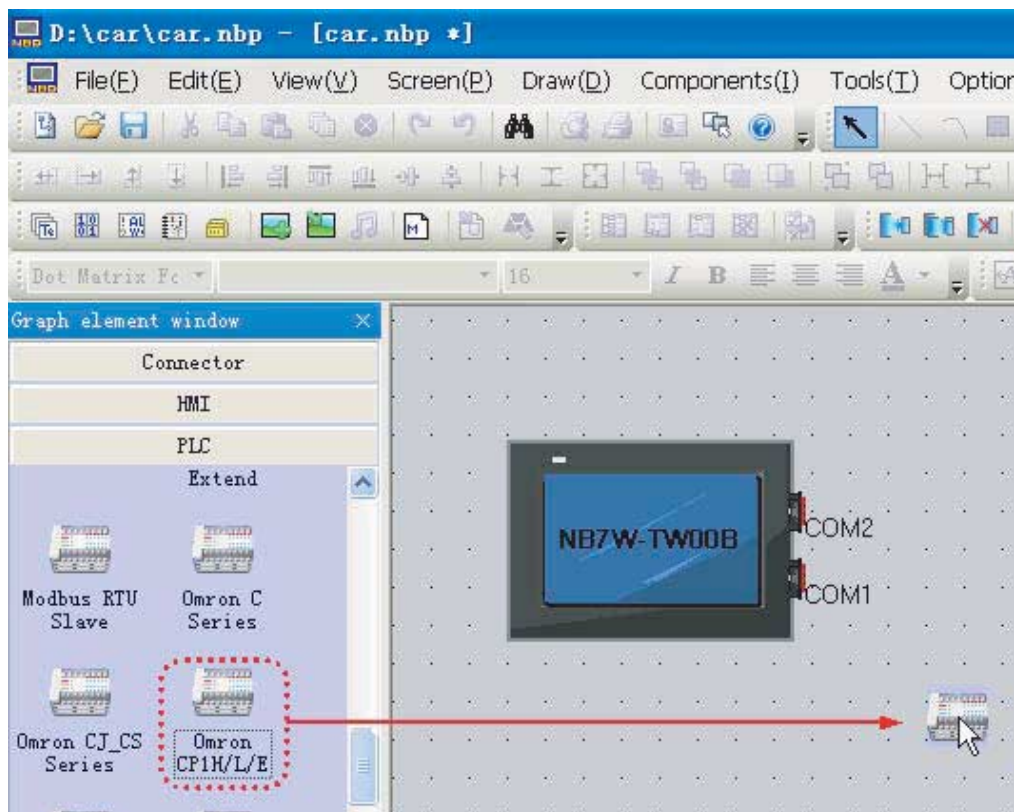 D:\car\car.nbp - [car.nbp *]
File(F) Edit(E) View(V) Screen(P) Draw(D) Components(I) Tools(T) Option
Dot Matrix Fc 16 I B A
Graph element window
Connector
HMI
PLC
Extend
Modbus RTU Slave
Omron C Series
Omron CJ_CS Series
Omron CP1H/L/E
NB7W-TW00B
COM2
COM1